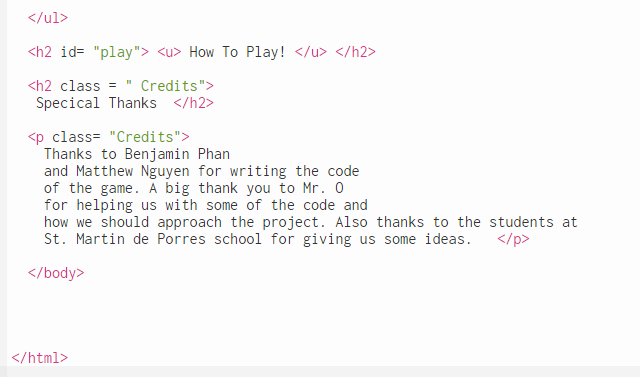 </ul>
<h2 id= "play"> <u> How To Play! </u> </h2>
<h2 class = " Credits">
Specical Thanks  </h2>
<p class= "Credits">
Thanks to Benjamin Phan
and Matthew Nguyen for writing the code
of the game. A big thank you to Mr. O
for helping us with some of the code and
how we should approach the project. Also thanks to the students at
St. Martin de Porres school for giving us some ideas.   </p>
</body>
</html>